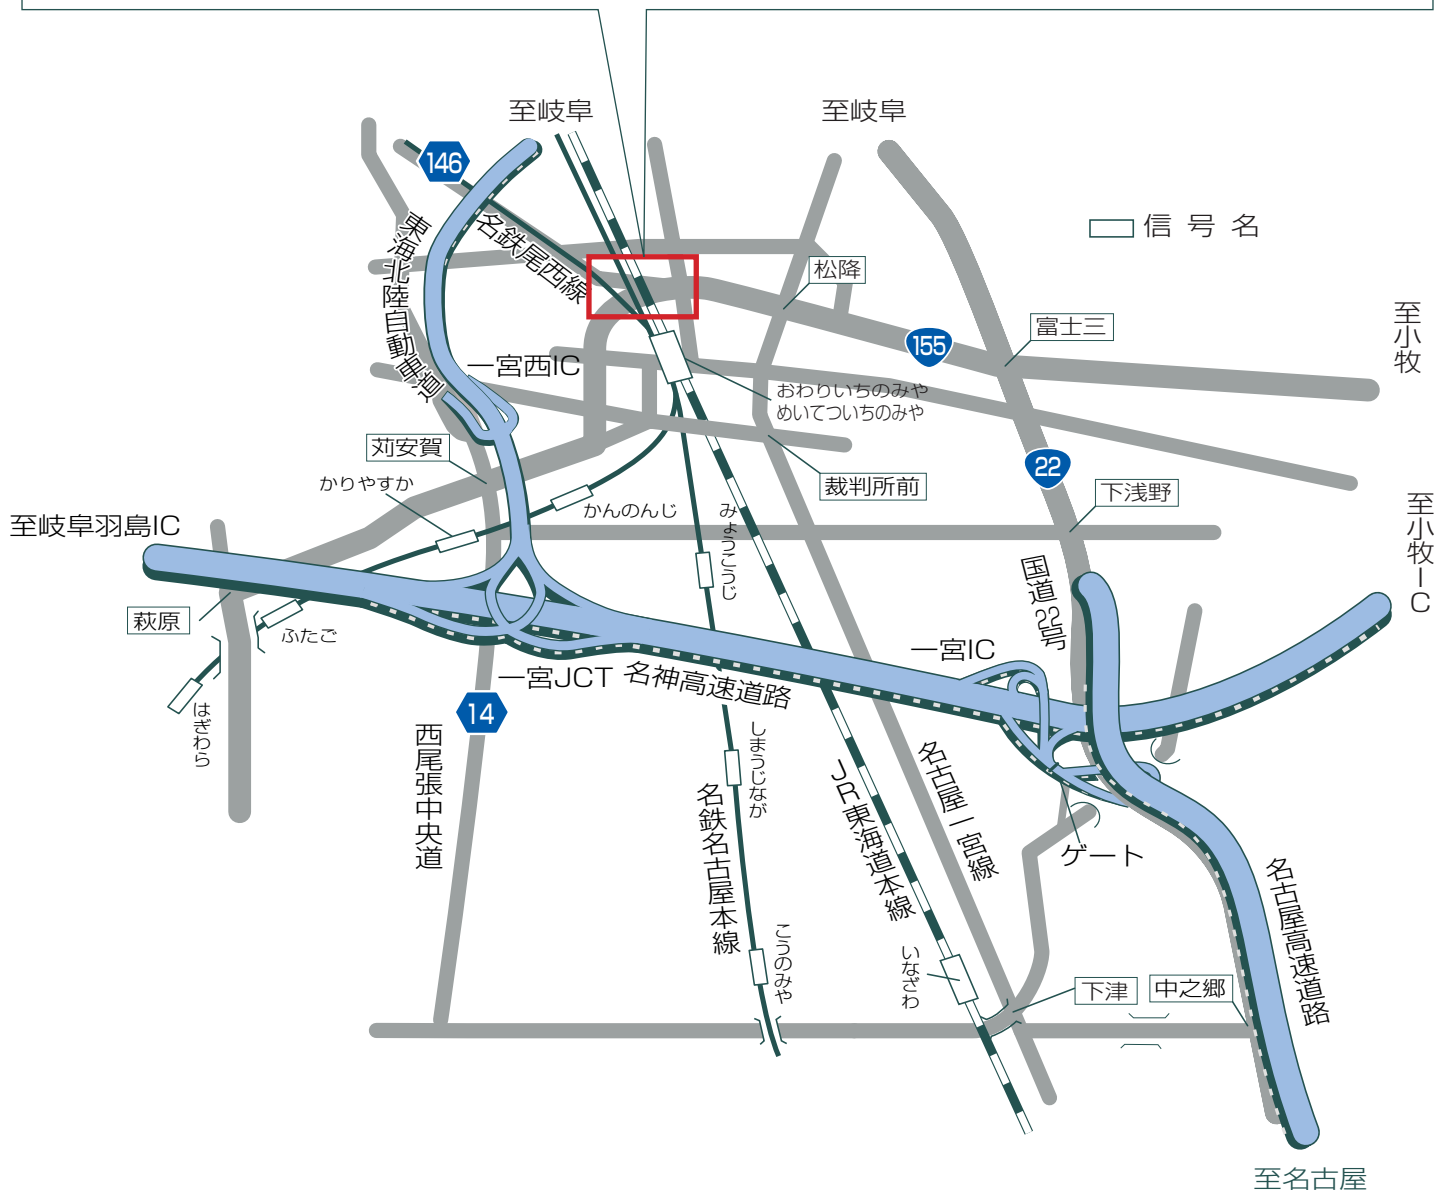 至岐阜
至岐阜
146
信号名
東海北陸自動車道
名鉄尾西線
松降
至小牧
富士三
155
一宮西IC
おわりいちのみや
めいてついちのみや
苅安賀
22
かりやすか
裁判所前
下浅野
かんのんじ
みょうこうじ
至小牧IC
至岐阜羽島IC
国道22号
萩原
ふたご
一宮IC
一宮JCT
名神高速道路
はぎわら
14
西尾張中央道
しまうじなが
名鉄名古屋本線
JR東海道本線
名古屋一宮線
ゲート
名古屋高速道路
こうのみや
いなざわ
下津
中之郷
至名古屋